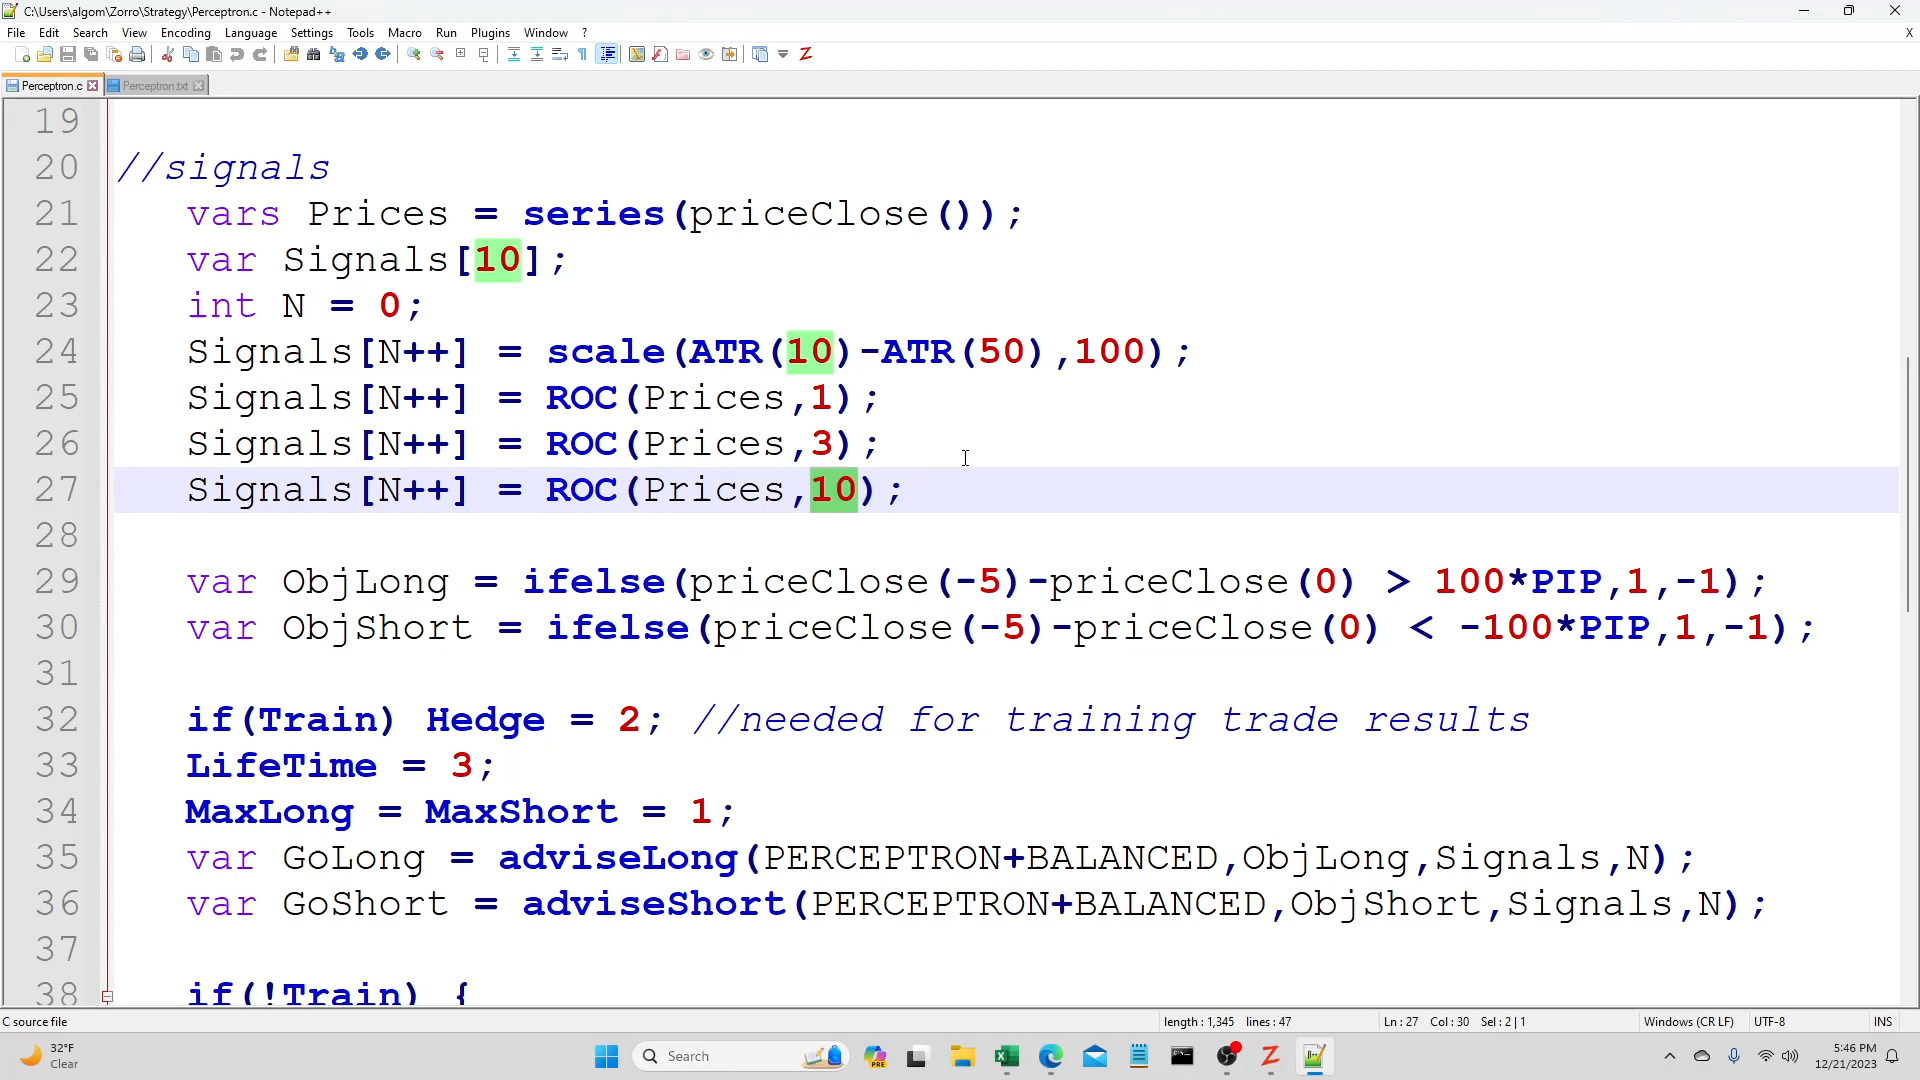 C:\Users\algom\Zorro\Strategy\Perceptron.c - Notepad++
File Edit Search View Encoding Language Settings Tools Macro Run Plugins Window ? X
Perceptron.c Perceptron.txt
19
20 //signals
21 vars Prices = series(priceClose());
22 var Signals[10];
23 int N = 0;
24 Signals[N++] = scale(ATR(10)-ATR(50),100);
25 Signals[N++] = ROC(Prices,1);
26 Signals[N++] = ROC(Prices,3);
27 Signals[N++] = ROC(Prices,10);
28
29 var ObjLong = ifelse(priceClose(-5)-priceClose(0) > 100*PIP,1,-1);
30 var ObjShort = ifelse(priceClose(-5)-priceClose(0) < -100*PIP,1,-1);
31
32 if(Train) Hedge = 2; //needed for training trade results
33 LifeTime = 3;
34 MaxLong = MaxShort = 1;
35 var GoLong = adviseLong(PERCEPTRON+BALANCED,ObjLong,Signals,N);
36 var GoShort = adviseShort(PERCEPTRON+BALANCED,ObjShort,Signals,N);
37
38 if(!Train) {
C source file length : 1,345 lines : 47 Ln : 27 Col : 30 Sel : 2 | 1 Windows (CR LF) UTF-8 INS
32°F
Clear
Search
PRE
5:46 PM
12/21/2023